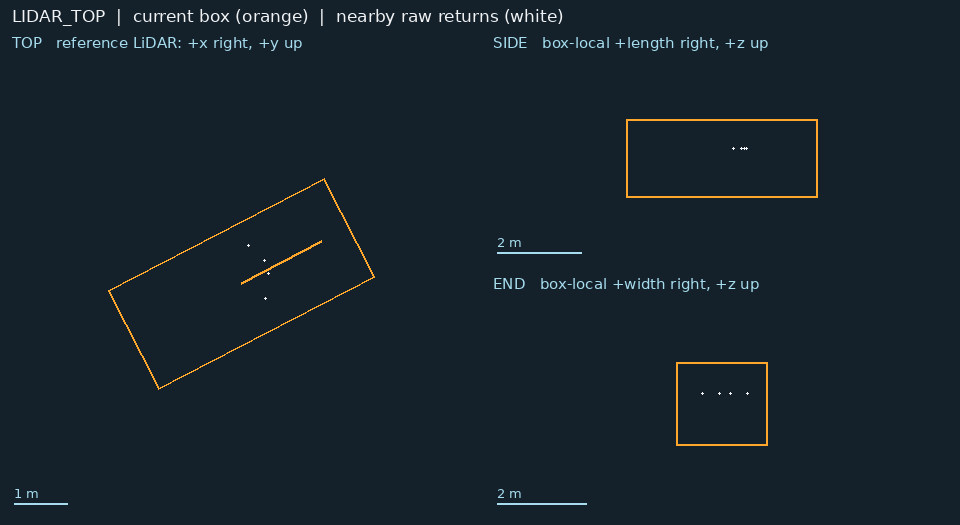 LIDAR_TOP | current box (orange) | nearby raw returns (white)
TOP reference LiDAR: +x right, +y up
SIDE box-local +length right, +z up
2 m
END box-local +width right, +z up
1 m
2 m